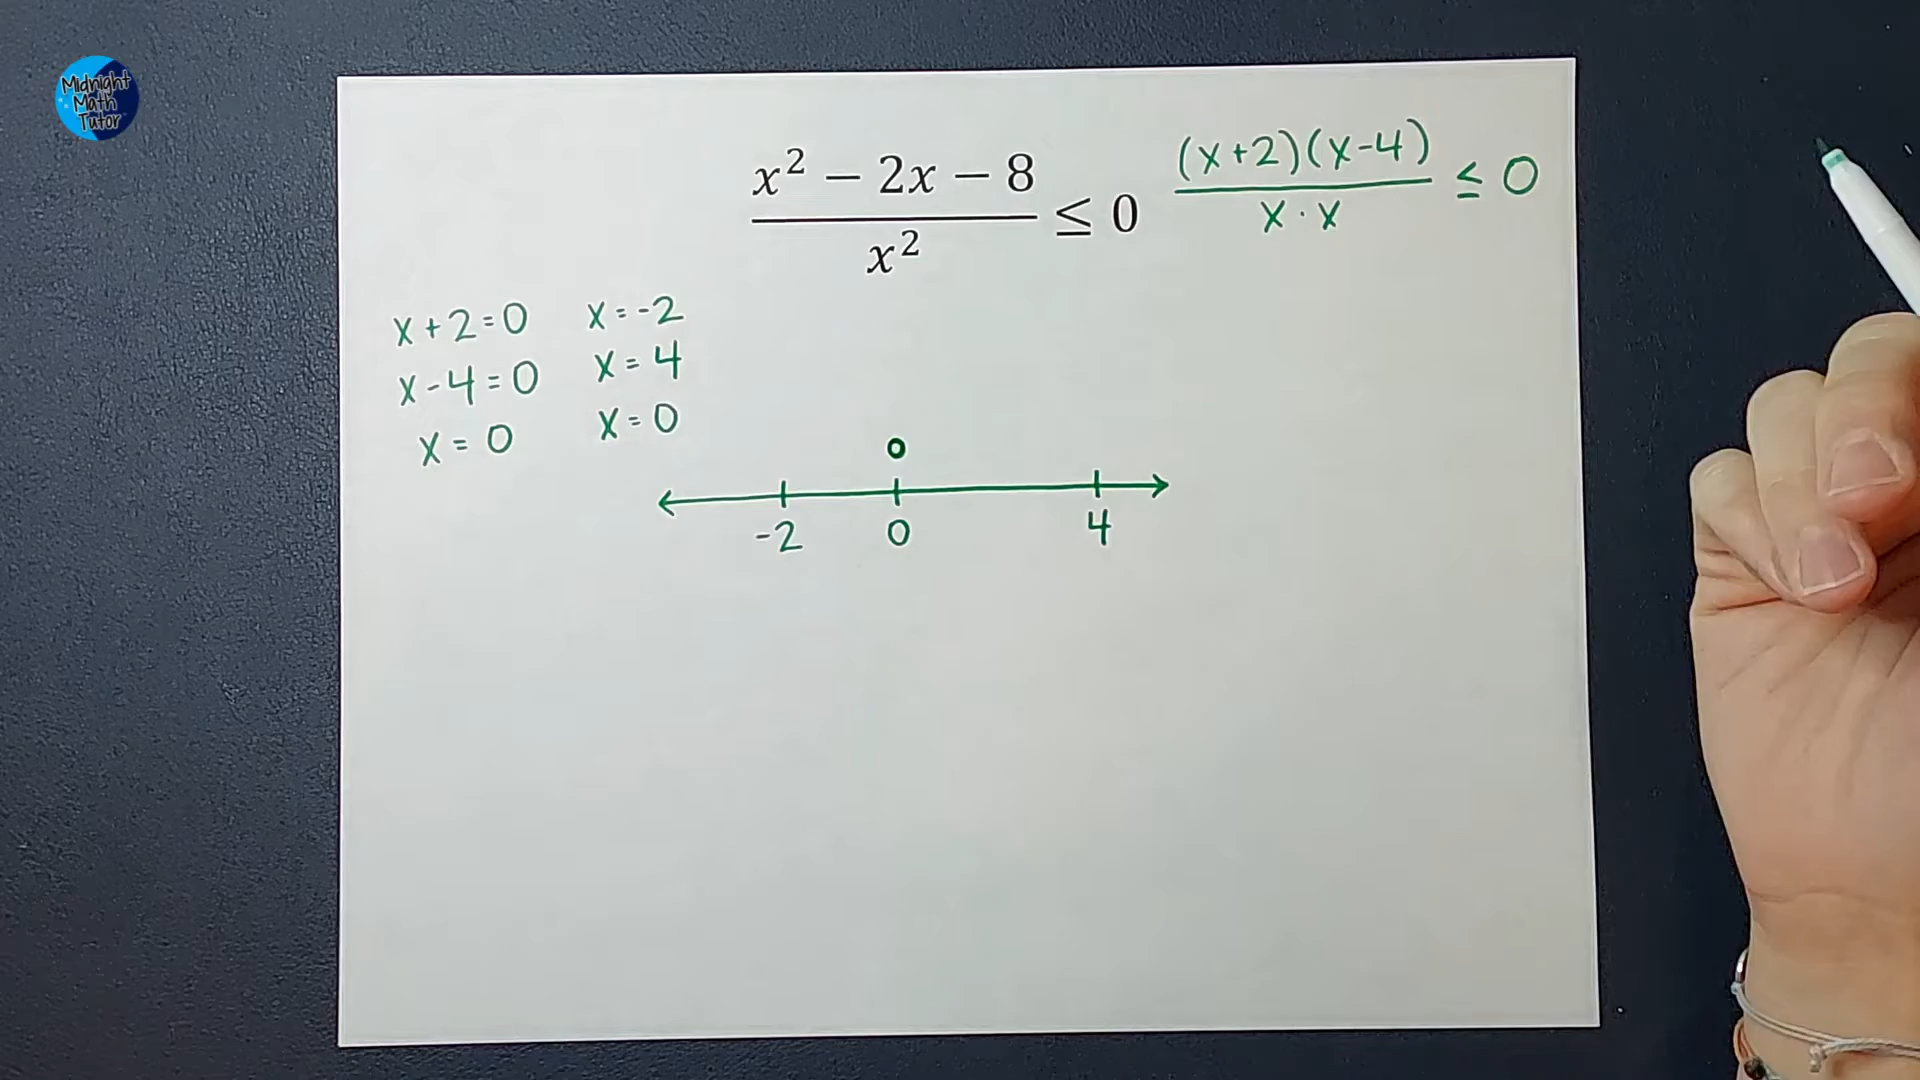 Midnight
Math
Tutor
x² − 2x − 8
x² ≤ 0
(x+2)(x-4)
x · x ≤ 0
x+2=0 x=-2
x-4=0 x=4
x=0 x=0
o
-2 0 4